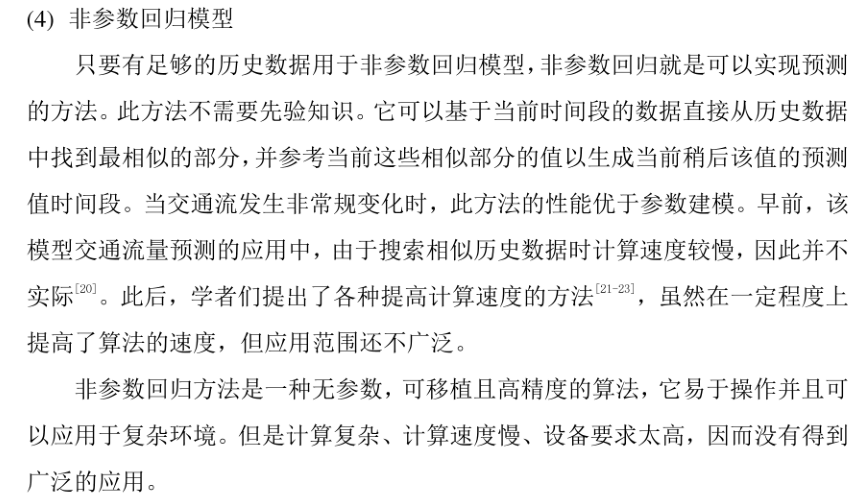 (4) 非参数回归模型
只要有足够的历史数据用于非参数回归模型，非参数回归就是可以实现预测
的方法。此方法不需要先验知识。它可以基于当前时间段的数据直接从历史数据
中找到最相似的部分，并参考当前这些相似部分的值以生成当前稍后该值的预测
值时间段。当交通流发生非常规变化时，此方法的性能优于参数建模。早前，该
模型交通流量预测的应用中，由于搜索相似历史数据时计算速度较慢，因此并不
实际[20]。此后，学者们提出了各种提高计算速度的方法[21-23]，虽然在一定程度上
提高了算法的速度，但应用范围还不广泛。
非参数回归方法是一种无参数，可移植且高精度的算法，它易于操作并且可
以应用于复杂环境。但是计算复杂、计算速度慢、设备要求太高，因而没有得到
广泛的应用。